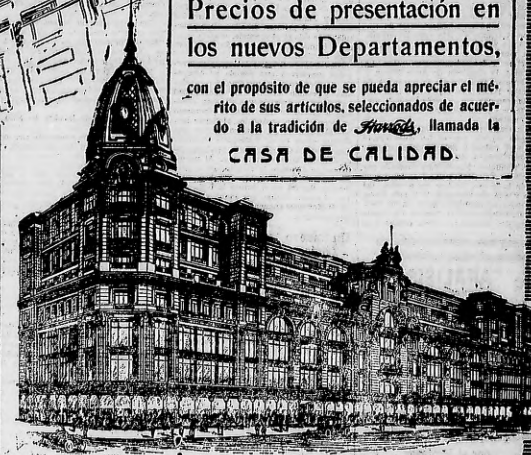 Precios de presentación en
los nuevos Departamentos,
con el propósito de que se pueda apreciar el mé-
rito de sus artículos, seleccionados de acuer-
do a la tradición de Harrods, llamada la
CASA DE CALIDAD.